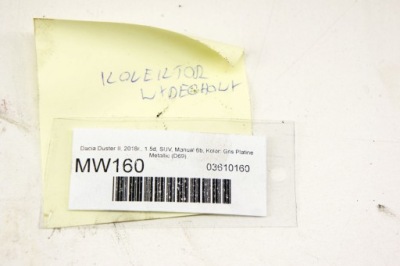 KOLEKTOR
WYDECHOWY
Dacia Duster II, 2018r., 1.5d, SUV, Manual 6b, Kolor: Gris Platine
Metallic (D69)
MW160
03610160